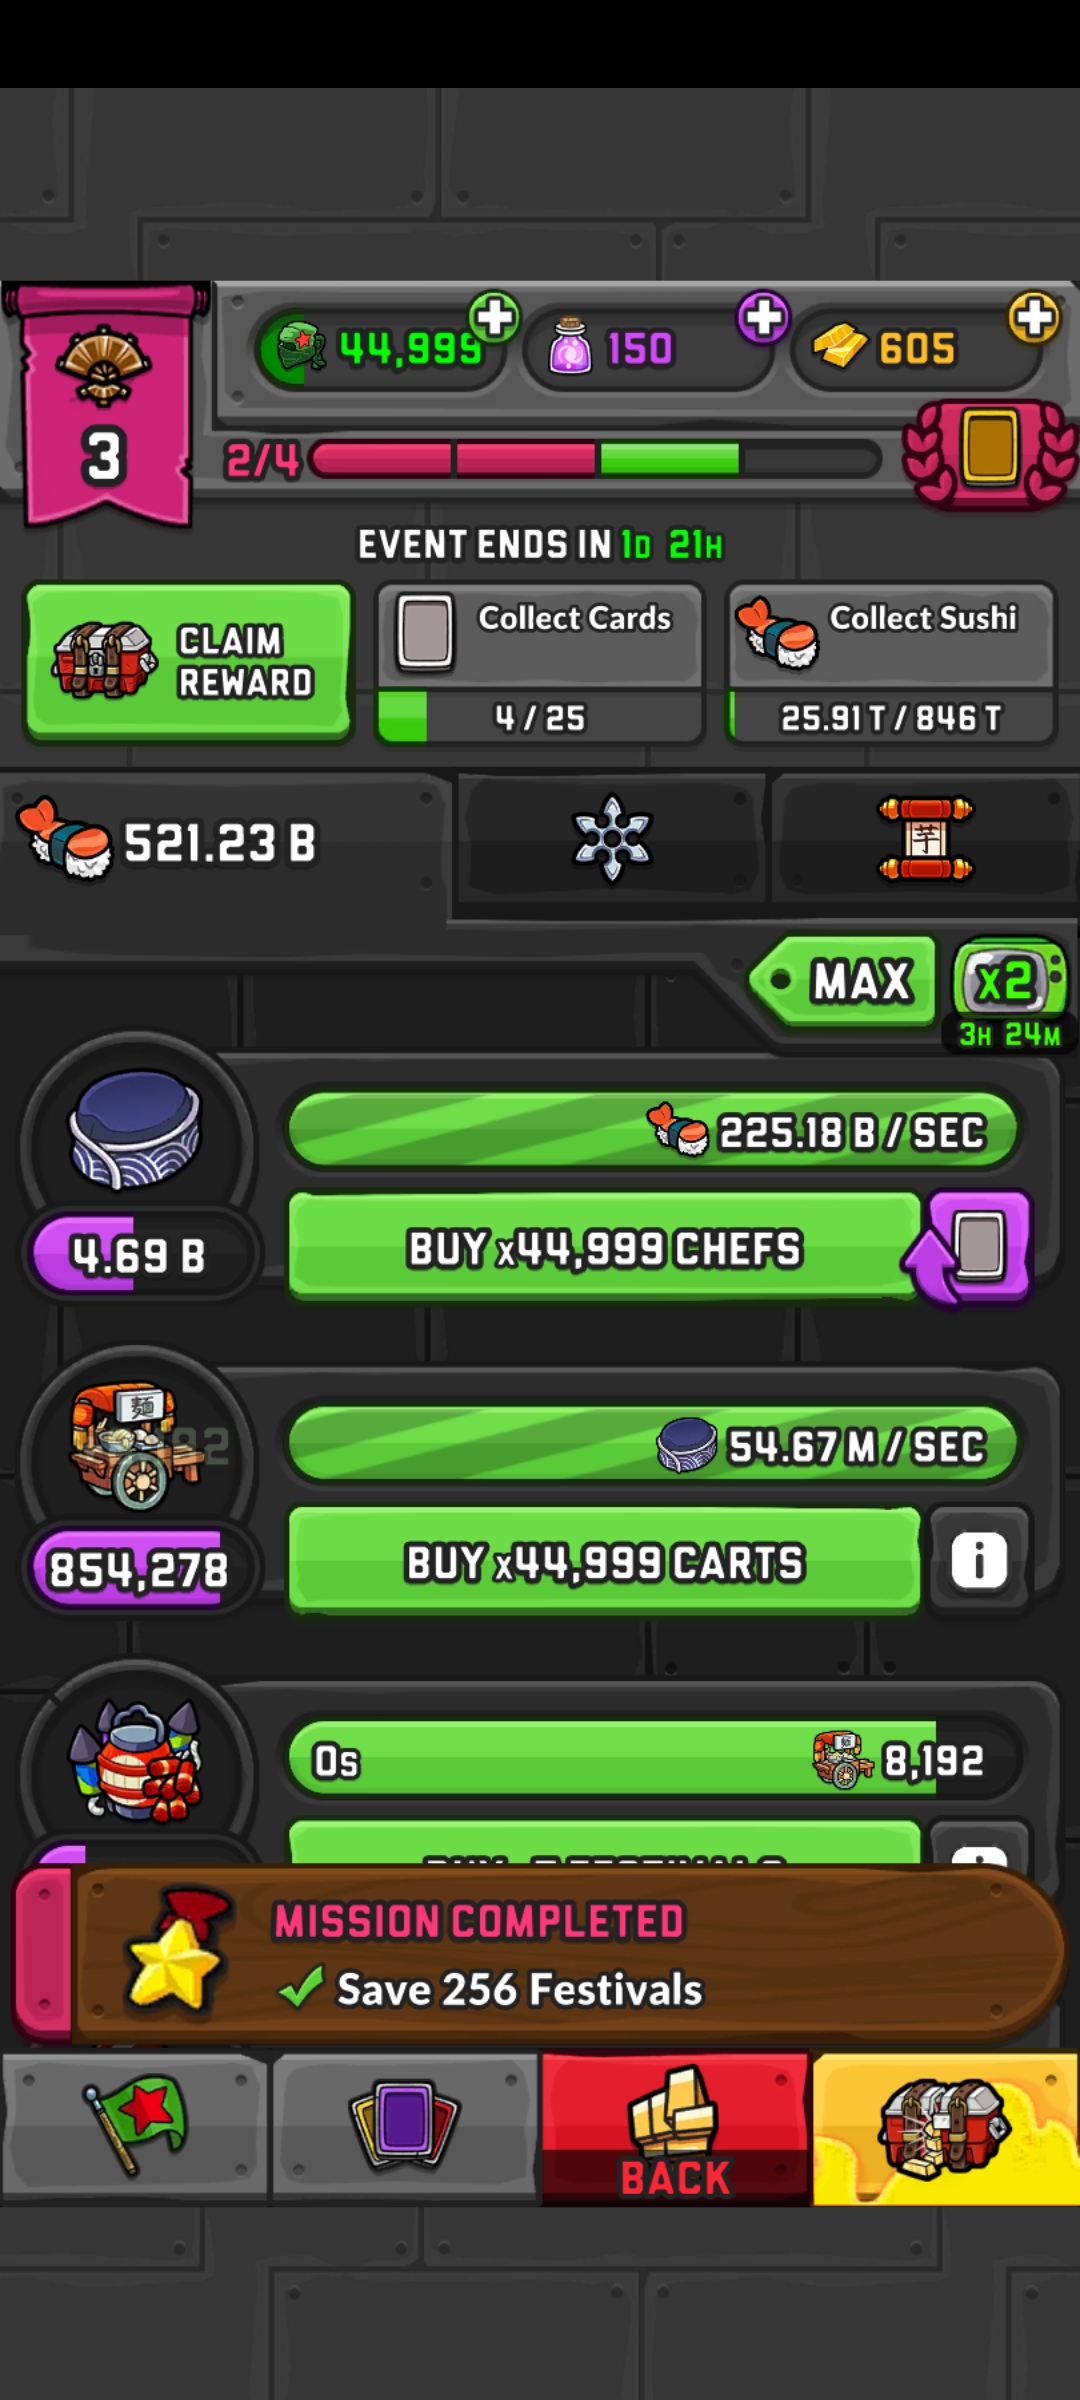 44,999
150
605
3
2/4
EVENT ENDS IN 1D 21H
CLAIM
REWARD
Collect Cards
4 / 25
Collect Sushi
25.91 T / 846 T
521.23 B
芋
MAX
x2
3H 24M
225.18 B / SEC
4.69 B
BUY x44,999 CHEFS
麺
54.67 M / SEC
854,278
BUY x44,999 CARTS
0s
8,192
MISSION COMPLETED
Save 256 Festivals
BACK